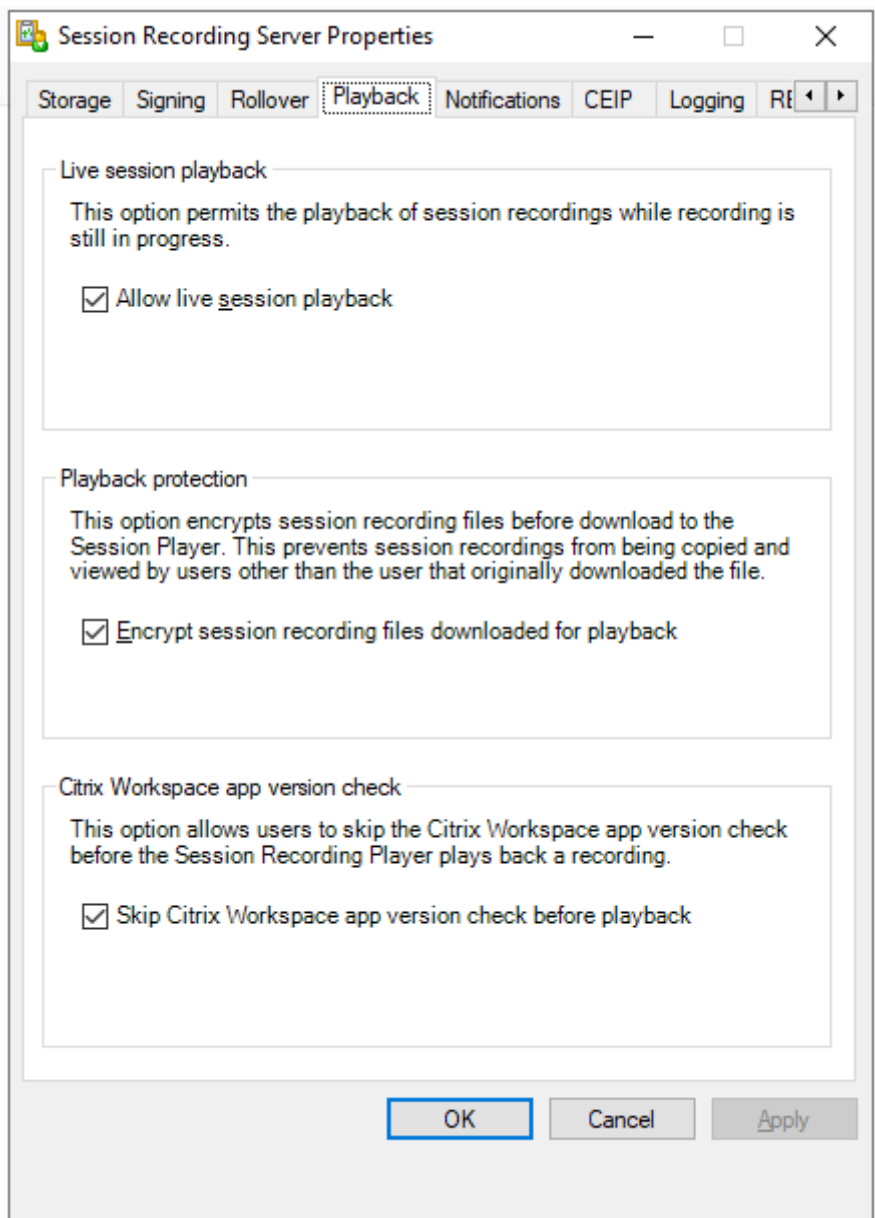 Session Recording Server Properties
Storage Signing Rollover Playback Notifications CEIP Logging
Live session playback
This option permits the playback of session recordings while recording is
still in progress.
Allow live session playback
Playback protection
This option encrypts session recording files before download to the
Session Player. This prevents session recordings from being copied and
viewed by users other than the user that originally downloaded the file.
Encrypt session recording files downloaded for playback
Citrix Workspace app version check
This option allows users to skip the Citrix Workspace app version check
before the Session Recording Player plays back a recording.
Skip Citrix Workspace app version check before playback
OK Cancel Apply